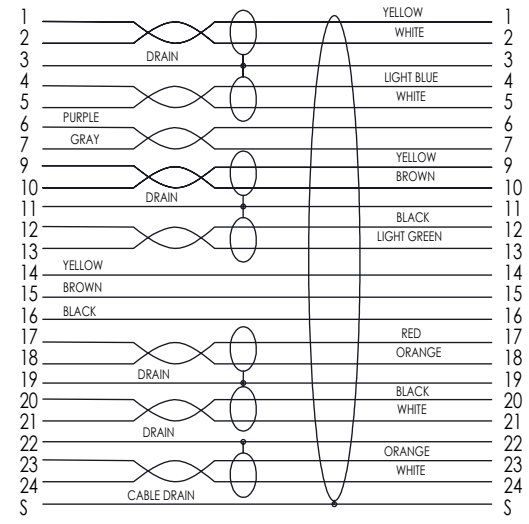 1 YELLOW 1
2 WHITE 2
3 DRAIN 3
4 LIGHT BLUE 4
5 WHITE 5
6 PURPLE 6
7 GRAY 7
9 YELLOW 9
10 BROWN 10
11 DRAIN 11
12 BLACK 12
13 LIGHT GREEN 13
14 YELLOW 14
15 BROWN 15
16 BLACK 16
17 RED 17
18 ORANGE 18
19 DRAIN 19
20 BLACK 20
21 WHITE 21
22 DRAIN 22
23 ORANGE 23
24 WHITE 24
S CABLE DRAIN S